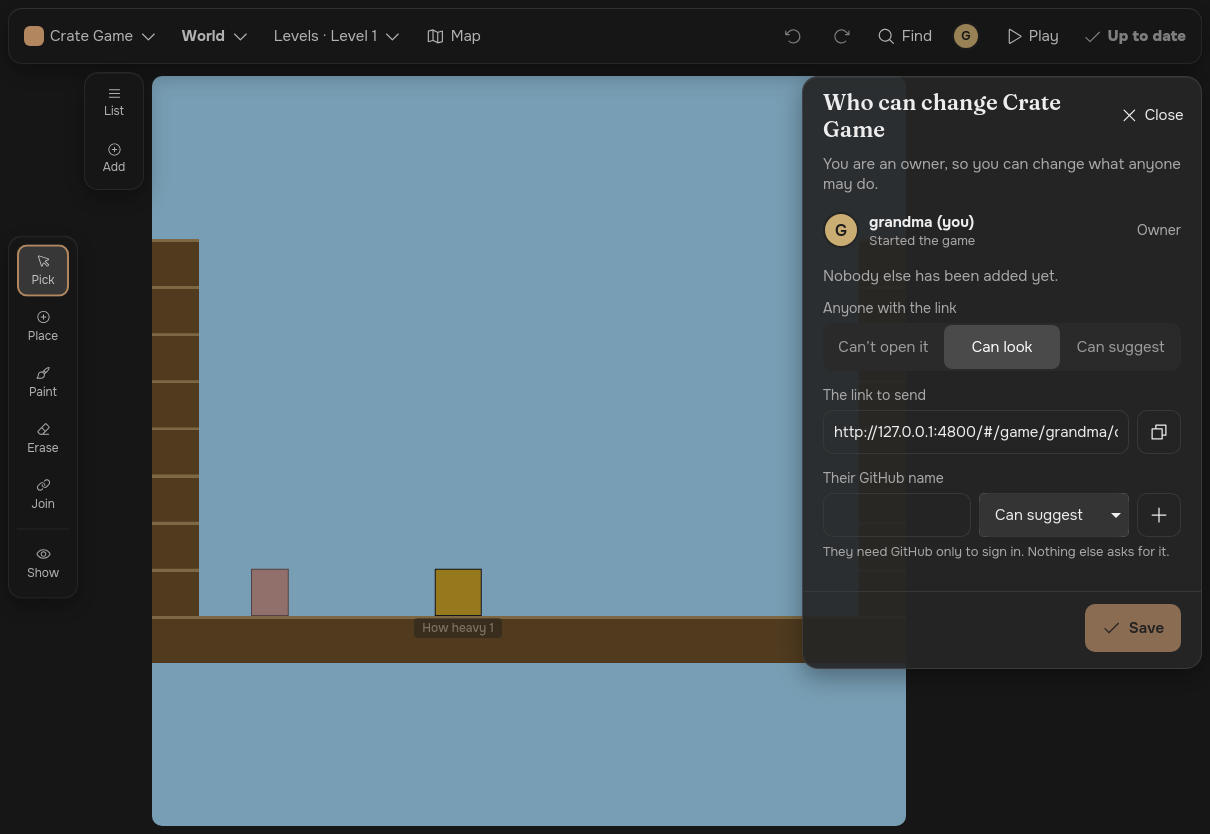 Crate Game
World
Levels · Level 1
Map
Find
G
Play
Up to date
List
Add
Pick
Place
Paint
Erase
Join
Show
How heavy 1
Who can change Crate
Game
Close
You are an owner, so you can change what anyone
may do.
G
grandma (you)
Started the game
Owner
Nobody else has been added yet.
Anyone with the link
Can't open it
Can look
Can suggest
The link to send
http://127.0.0.1:4800/#/game/grandma/c
Their GitHub name
Can suggest
They need GitHub only to sign in. Nothing else asks for it.
Save